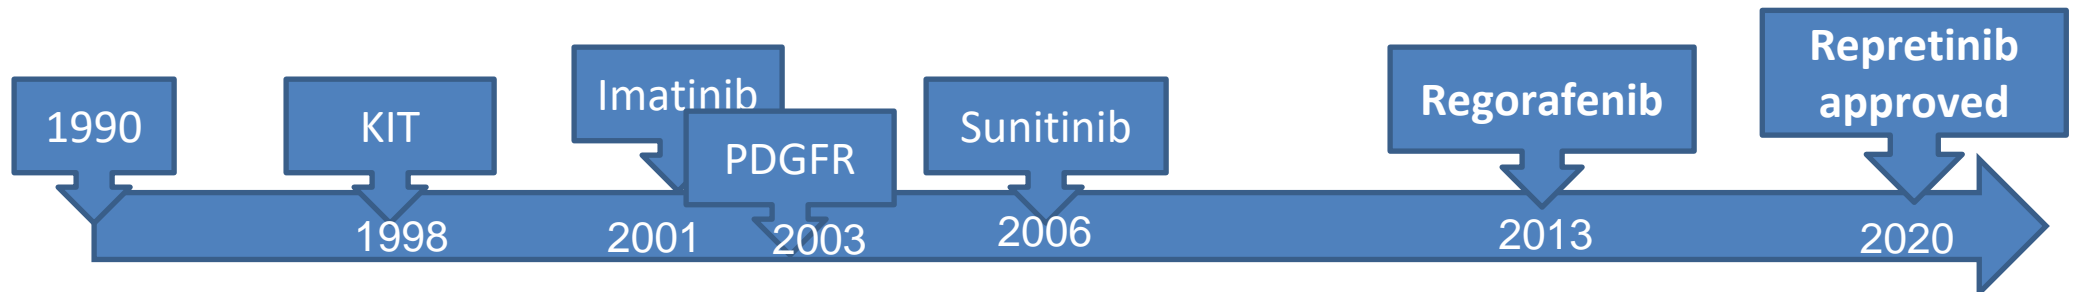 1990
KIT
Imatinib
PDGFR
Sunitinib
Regorafenib
Repretinib
approved
1998
2001
2003
2006
2013
2020